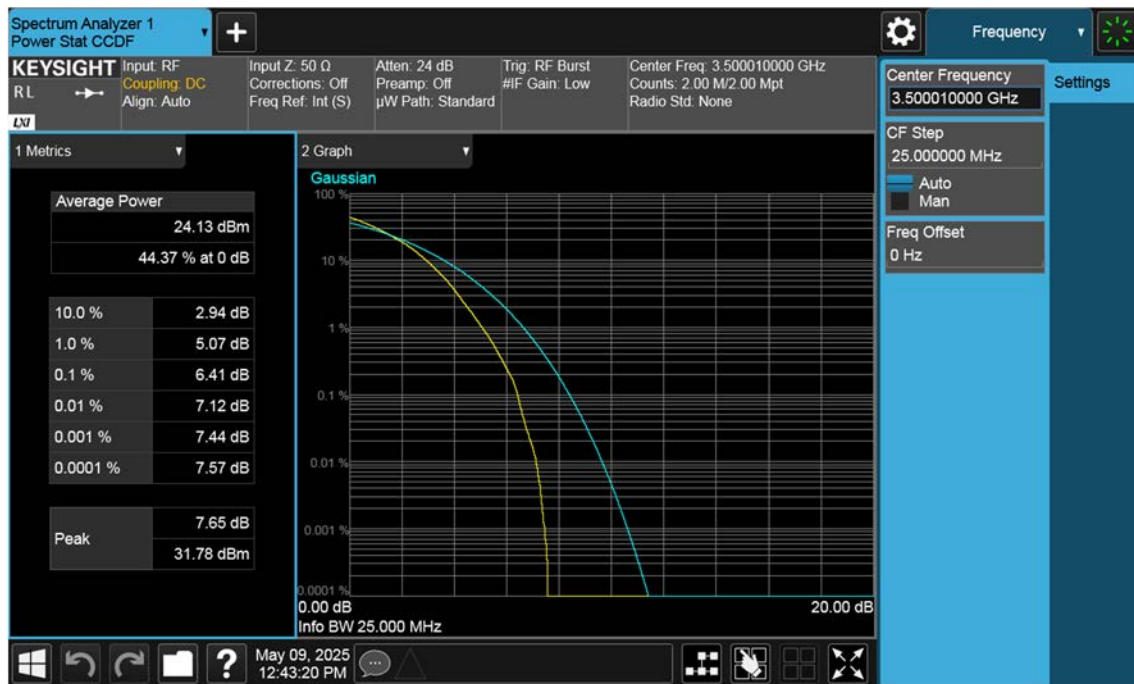 Spectrum Analyzer 1
Power Stat CCDF
+
Frequency
KEYSIGHT
RL
LXI
Input: RF
Coupling: DC
Align: Auto
Input Z: 50 Ω
Corrections: Off
Freq Ref: Int (S)
Atten: 24 dB
Preamp: Off
µW Path: Standard
Trig: RF Burst
#IF Gain: Low
Center Freq: 3.500010000 GHz
Counts: 2.00 M/2.00 Mpt
Radio Std: None
Center Frequency
3.500010000 GHz
Settings
CF Step
25.000000 MHz
Auto
Man
Freq Offset
0 Hz
1 Metrics
Average Power
24.13 dBm
44.37 % at 0 dB
10.0 % 2.94 dB
1.0 % 5.07 dB
0.1 % 6.41 dB
0.01 % 7.12 dB
0.001 % 7.44 dB
0.0001 % 7.57 dB
Peak
7.65 dB
31.78 dBm
2 Graph
Gaussian
100 %
10 %
1 %
0.1 %
0.01 %
0.001 %
0.0001 %
0.00 dB 20.00 dB
Info BW 25.000 MHz
?
May 09, 2025
12:43:20 PM